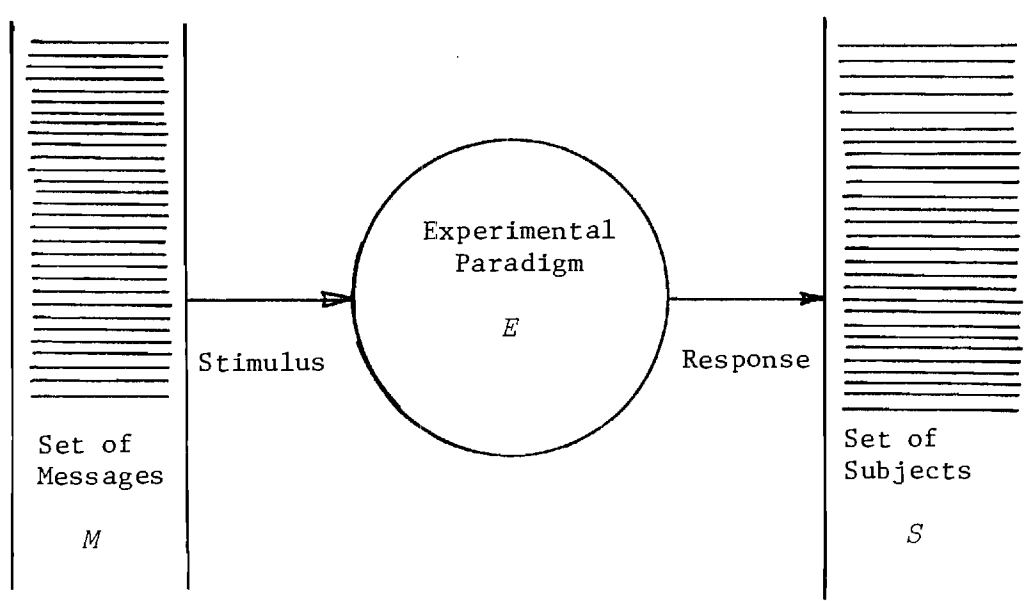 Experimental
Paradigm
E
Stimulus
Response
Set of
Messages
M
Set of
Subjects
S